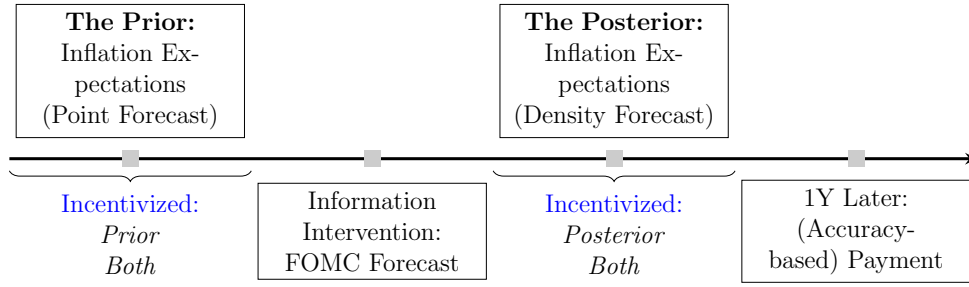 The Prior:
Inflation Ex-
pectations
(Point Forecast)
The Posterior:
Inflation Ex-
pectations
(Density Forecast)
Incentivized:
Prior
Both
Information
Intervention:
FOMC Forecast
Incentivized:
Posterior
Both
1Y Later:
(Accuracy-
based) Payment